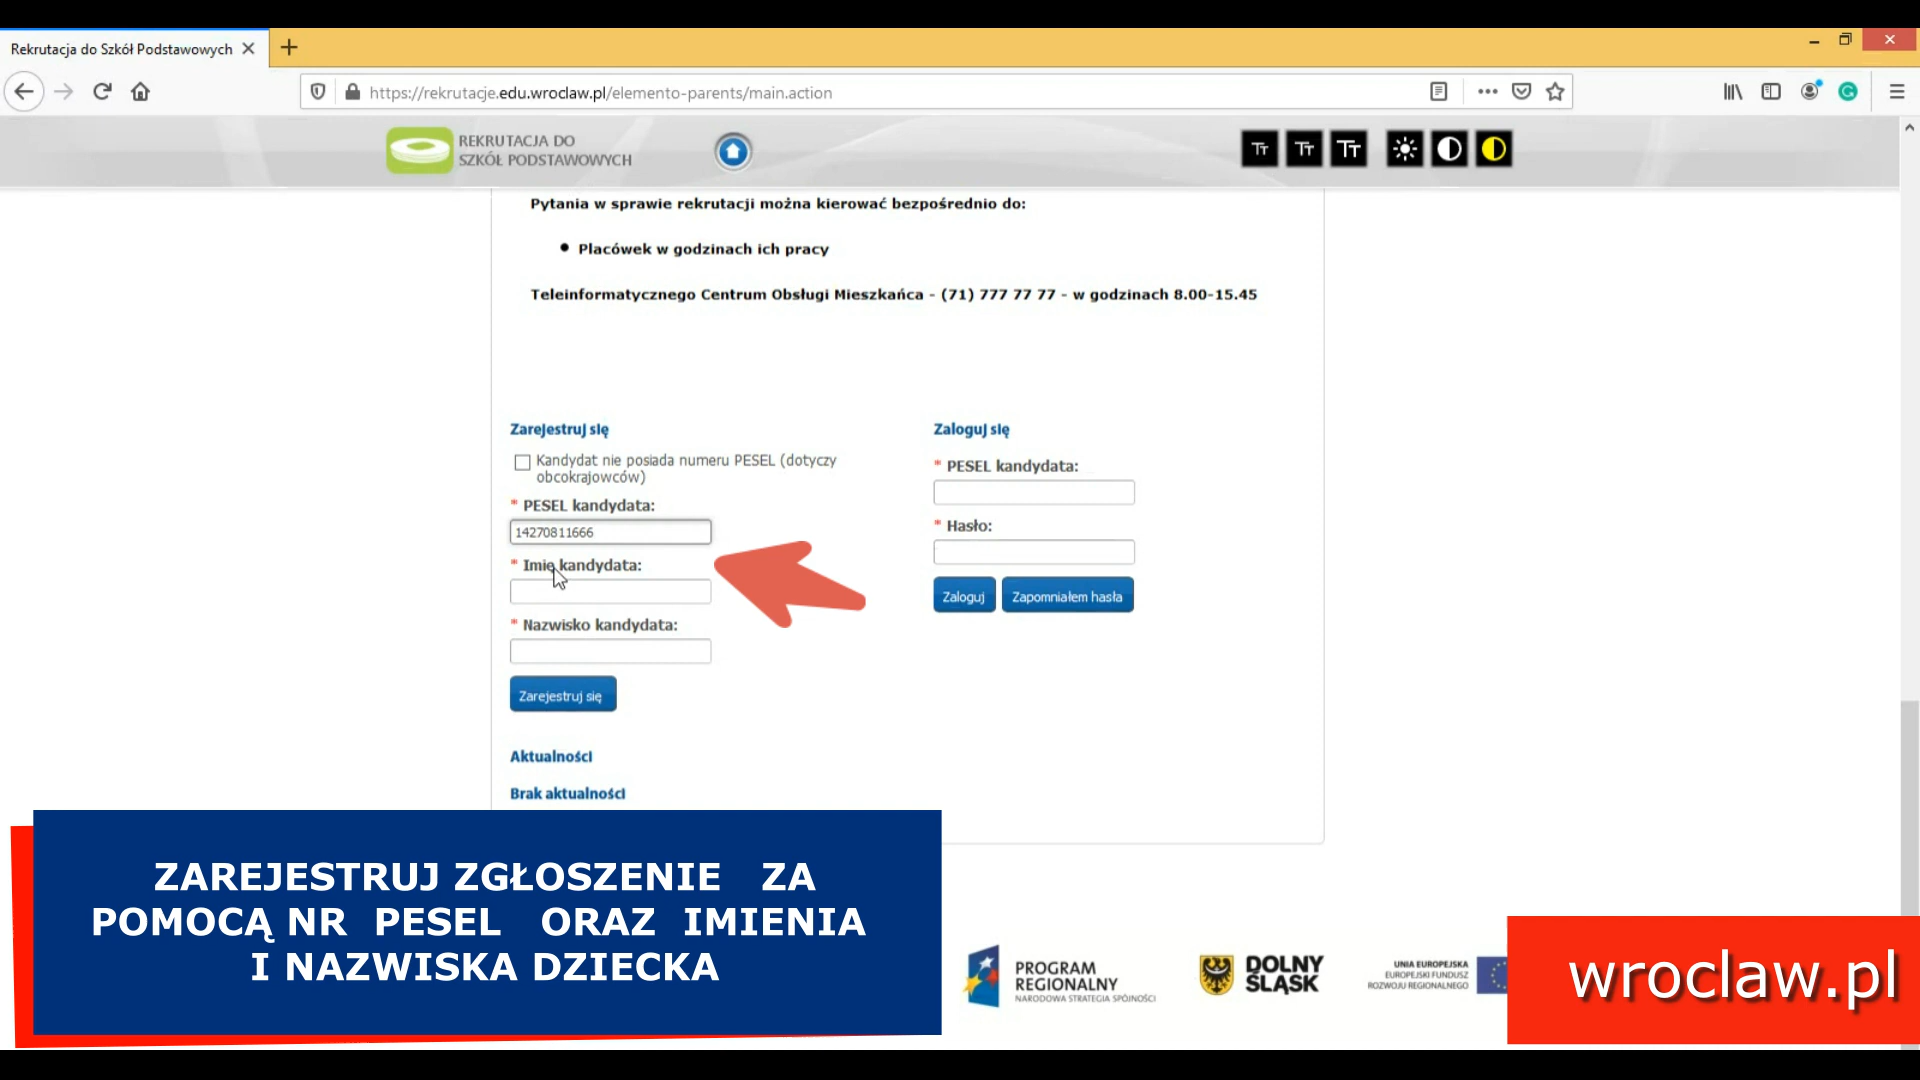 Rekrutacja do Szkół Podstawowych
https://rekrutacje.edu.wroclaw.pl/elemento-parents/main.action
REKRUTACJA DO
SZKÓŁ PODSTAWOWYCH
Tт Tт Tт
Pytania w sprawie rekrutacji można kierować bezpośrednio do:
• Placówek w godzinach ich pracy
Teleinformatycznego Centrum Obsługi Mieszkańca - (71) 777 77 77 - w godzinach 8.00-15.45
Zarejestruj się
Kandydat nie posiada numeru PESEL (dotyczy
obcokrajowców)
* PESEL kandydata:
14270811666
* Imię kandydata:
* Nazwisko kandydata:
Zarejestruj się
Zaloguj się
* PESEL kandydata:
* Hasło:
Zaloguj
Zapomniałem hasła
Aktualności
Brak aktualności
ZAREJESTRUJ ZGŁOSZENIE ZA
POMOCĄ NR PESEL ORAZ IMIENIA
I NAZWISKA DZIECKA
PROGRAM
REGIONALNY
NARODOWA STRATEGIA SPÓJNOŚCI
DOLNY
ŚLĄSK
UNIA EUROPEJSKA
EUROPEJSKI FUNDUSZ
ROZWOJU REGIONALNEGO
wroclaw.pl